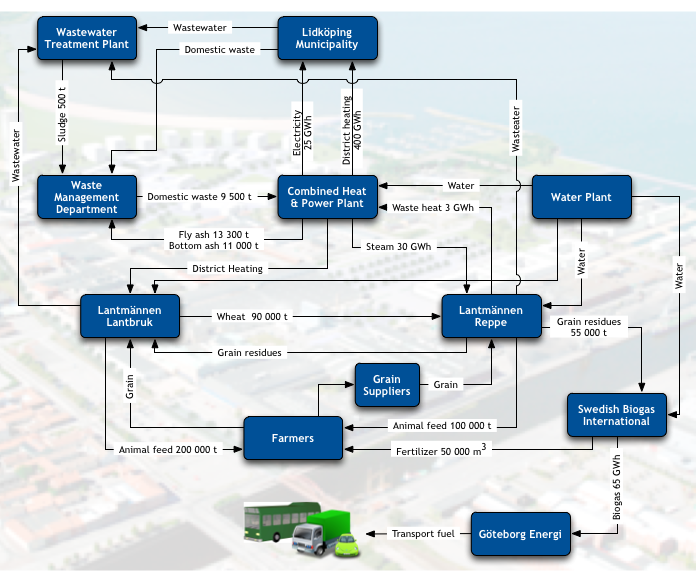 Wastewater
Treatment Plant
Wastewater
Lidköping
Municipality
Domestic waste
Sludge 500 t
Wastewater
Electricity
25 GWh
District heating
400 GWh
Wasteater
Waste
Management
Department
Domestic waste 9 500 t
Combined Heat
& Power Plant
Water
Waste heat 3 GWh
Water Plant
Fly ash 13 300 t
Bottom ash 11 000 t
Steam 30 GWh
District Heating
Water
Water
Lantmännen
Lantbruk
Wheat 90 000 t
Lantmännen
Reppe
Grain residues
55 000 t
Grain residues
Grain
Grain
Suppliers
Grain
Swedish Biogas
International
Farmers
Animal feed 100 000 t
Animal feed 200 000 t
Fertilizer 50 000 m3
Biogas 65 GWh
Transport fuel
Göteborg Energi